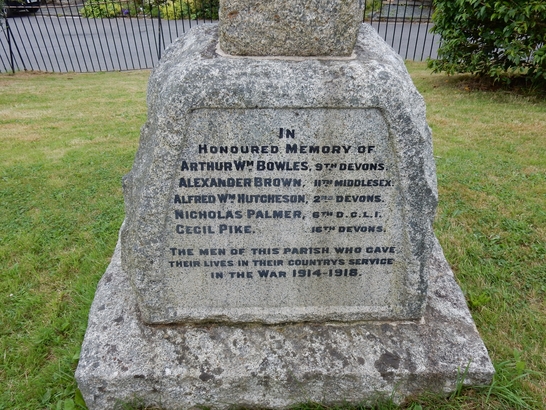 IN
HONOURED MEMORY OF
ARTHUR WM BOWLES, 9TH DEVONS.
ALEXANDER BROWN, 11TH MIDDLESEX.
ALFRED WM HUTCHESON, 2ND DEVONS.
NICHOLAS PALMER, 6TH D.C.L.I.
CECIL PIKE. 16TH DEVONS.
THE MEN OF THIS PARISH WHO GAVE
THEIR LIVES IN THEIR COUNTRY'S SERVICE
IN THE WAR 1914-1918.